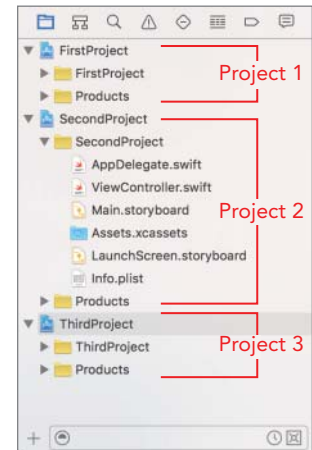 FirstProject
FirstProject
Project 1
Products
SecondProject
SecondProject
AppDelegate.swift
ViewController.swift
Main.storyboard
Project 2
Assets.xcassets
LaunchScreen.storyboard
Info.plist
Products
ThirdProject
ThirdProject
Project 3
Products